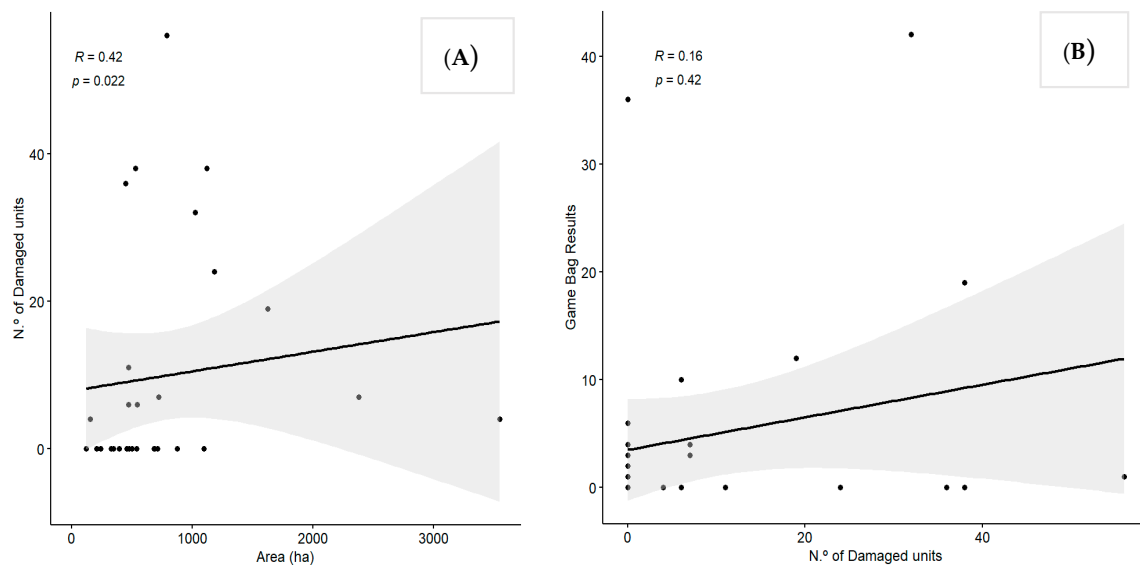 R = 0.42
p = 0.022
(A)
40
20
0
N.º of Damaged units
0
1000
2000
3000
Area (ha)
R = 0.16
p = 0.42
(B)
40
30
20
10
0
Game Bag Results
0
20
40
N.º of Damaged units